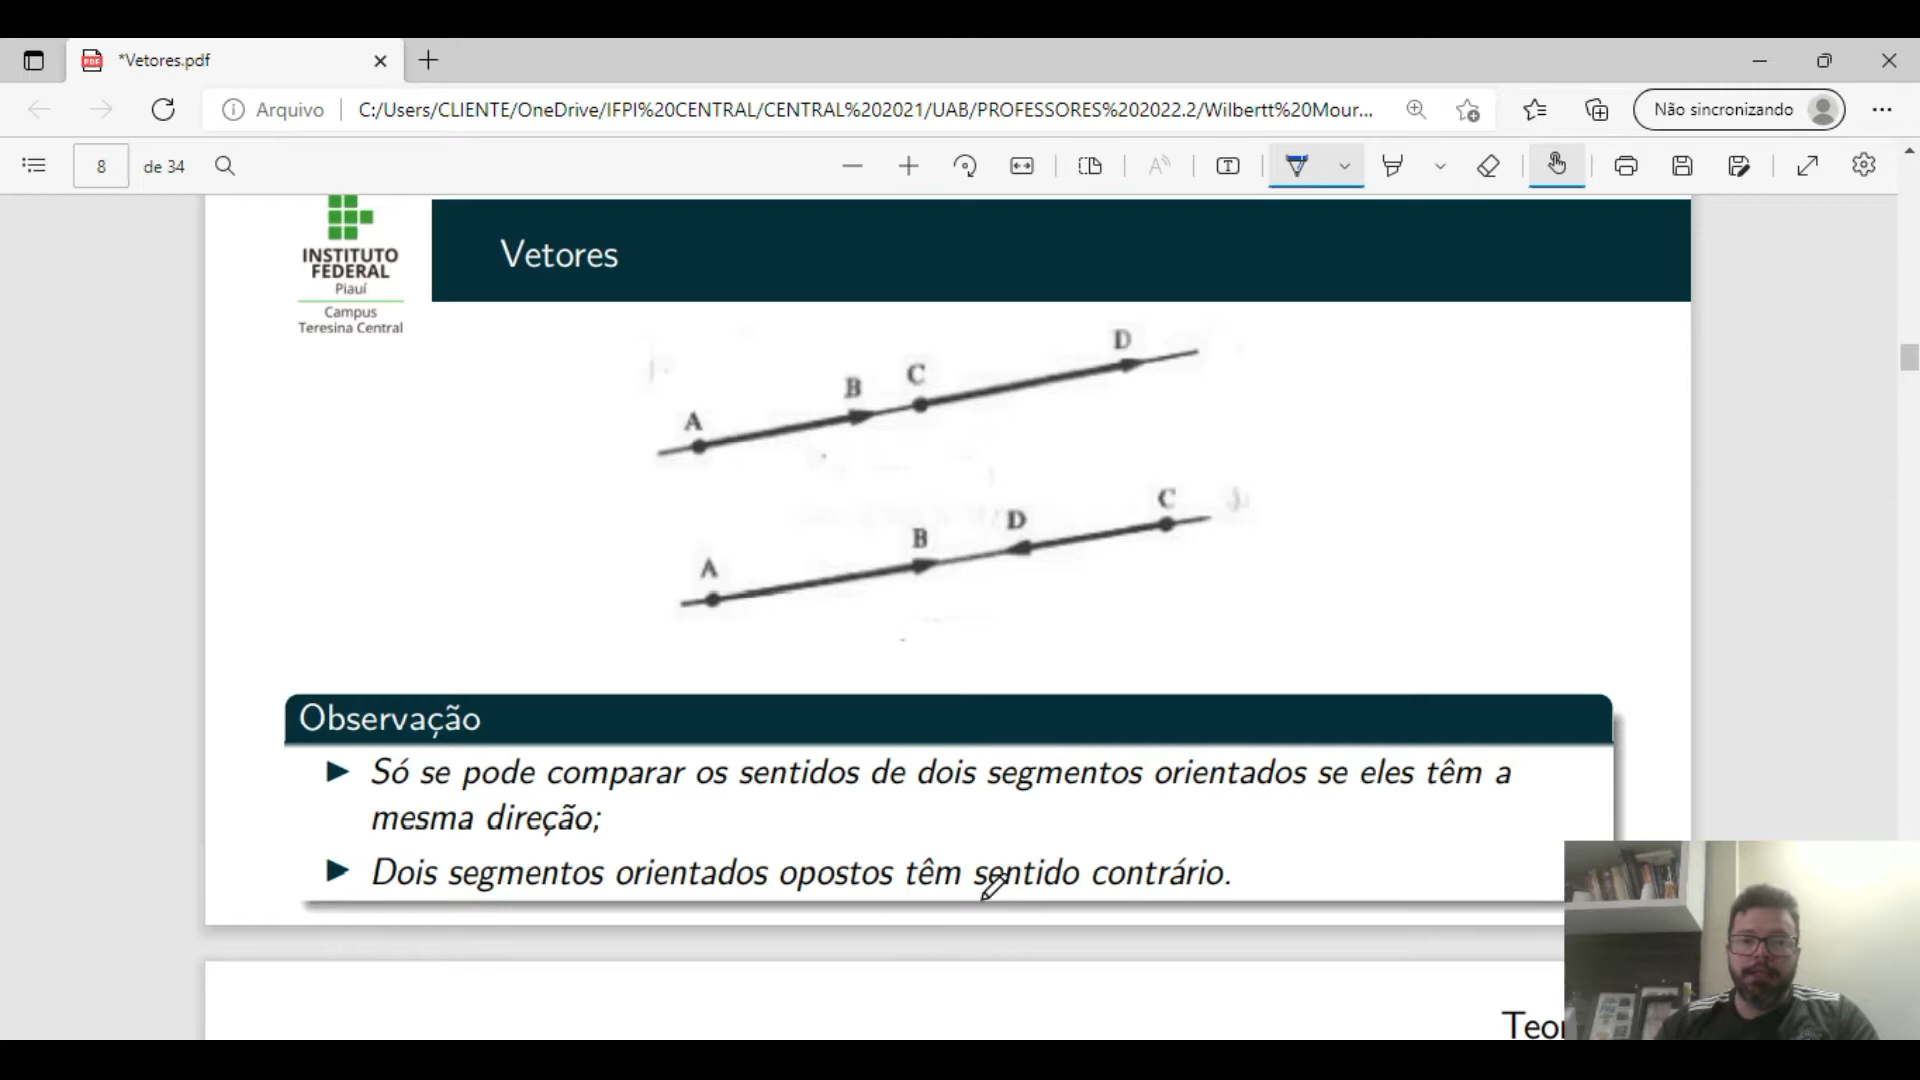 *Vetores.pdf
Arquivo
C:/Users/CLIENTE/OneDrive/IFPI%20CENTRAL/CENTRAL%202021/UAB/PROFESSORES%202022.2/Wilbertt%20Mour...
Não sincronizando
8 de 34
INSTITUTO
FEDERAL
Piauí
Campus
Teresina Central
Vetores
D
B C
A
C
D
B
A
Observação
Só se pode comparar os sentidos de dois segmentos orientados se eles têm a
mesma direção;
Dois segmentos orientados opostos têm sentido contrário.
Teor